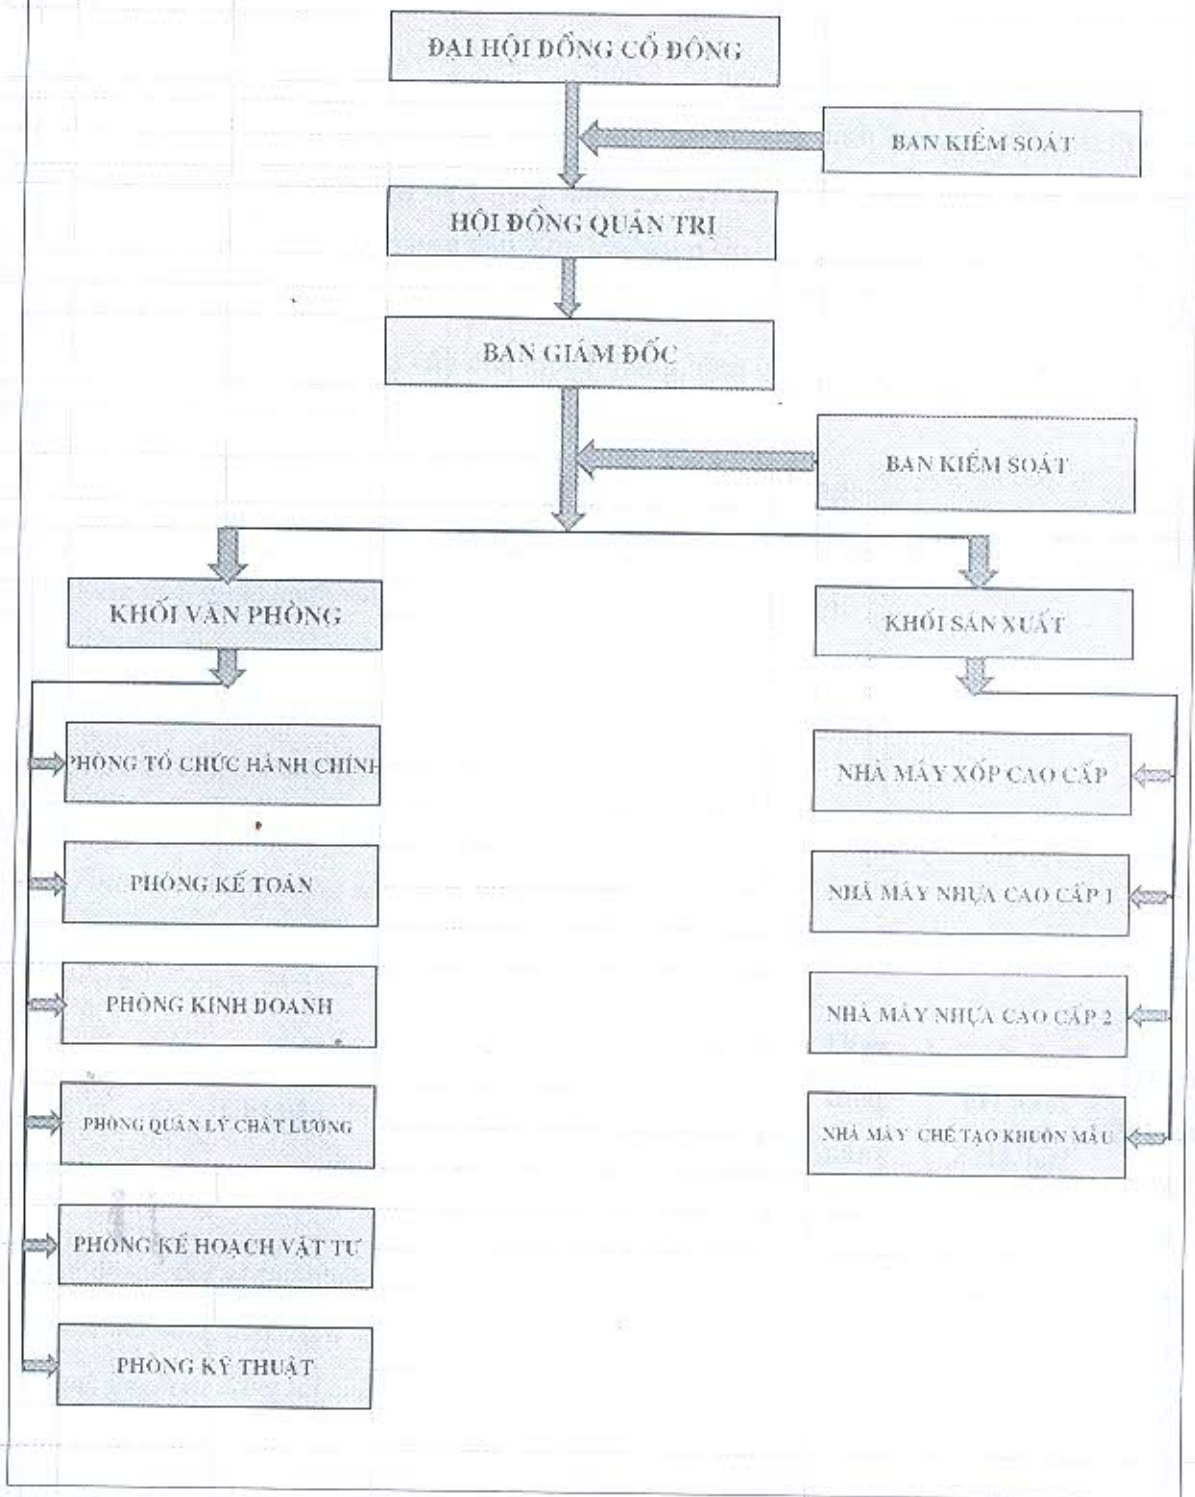 ĐẠI HỘI ĐỒNG CỔ ĐÔNG
BAN KIỂM SOÁT
HỘI ĐỒNG QUẢN TRỊ
BAN GIÁM ĐỐC
BAN KIỂM SOÁT
KHỐI VĂN PHÒNG
KHỐI SẢN XUẤT
PHÒNG TỔ CHỨC HÀNH CHÍNH
PHÒNG KẾ TOÁN
PHÒNG KINH DOANH
PHÒNG QUẢN LÝ CHẤT LƯỢNG
PHÒNG KẾ HOẠCH VẬT TƯ
PHÒNG KỸ THUẬT
NHÀ MÁY XỐP CAO CẤP
NHÀ MÁY NHỰA CAO CẤP 1
NHÀ MÁY NHỰA CAO CẤP 2
NHÀ MÁY CHẾ TẠO KHUÔN MẪU